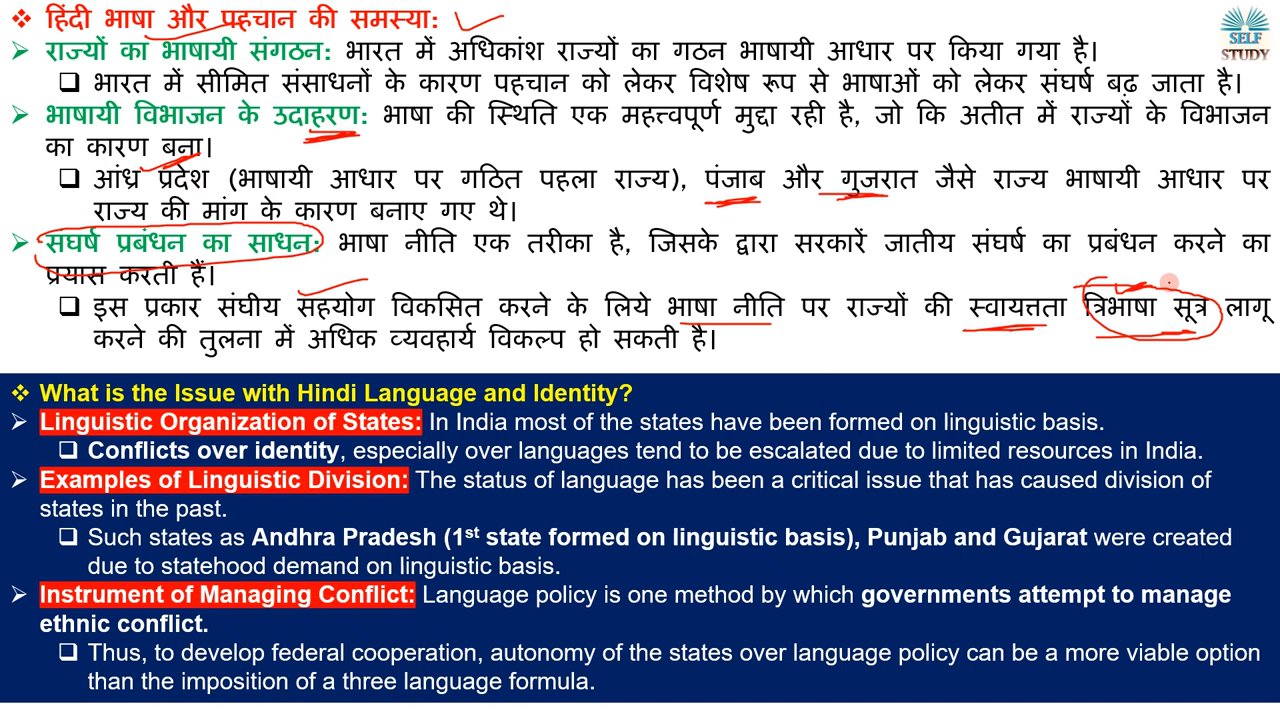 ❖ हिंदी भाषा और पहचान की समस्या:
SELF
STUDY
➢ राज्यों का भाषायी संगठन: भारत में अधिकांश राज्यों का गठन भाषायी आधार पर किया गया है।
❑ भारत में सीमित संसाधनों के कारण पहचान को लेकर विशेष रूप से भाषाओं को लेकर संघर्ष बढ़ जाता है।
➢ भाषायी विभाजन के उदाहरण: भाषा की स्थिति एक महत्त्वपूर्ण मुद्दा रही है, जो कि अतीत में राज्यों के विभाजन
का कारण बना।
❑ आंध्र प्रदेश (भाषायी आधार पर गठित पहला राज्य), पंजाब और गुजरात जैसे राज्य भाषायी आधार पर
राज्य की मांग के कारण बनाए गए थे।
➢ सघर्ष प्रबंधन का साधन: भाषा नीति एक तरीका है, जिसके द्वारा सरकारें जातीय संघर्ष का प्रबंधन करने का
प्रयास करती हैं।
❑ इस प्रकार संघीय सहयोग विकसित करने के लिये भाषा नीति पर राज्यों की स्वायत्तता त्रिभाषा सूत्र लागू
करने की तुलना में अधिक व्यवहार्य विकल्प हो सकती है।
❖ What is the Issue with Hindi Language and Identity?
➢ Linguistic Organization of States: In India most of the states have been formed on linguistic basis.
❑ Conflicts over identity, especially over languages tend to be escalated due to limited resources in India.
➢ Examples of Linguistic Division: The status of language has been a critical issue that has caused division of
states in the past.
❑ Such states as Andhra Pradesh (1st state formed on linguistic basis), Punjab and Gujarat were created
due to statehood demand on linguistic basis.
➢ Instrument of Managing Conflict: Language policy is one method by which governments attempt to manage
ethnic conflict.
❑ Thus, to develop federal cooperation, autonomy of the states over language policy can be a more viable option
than the imposition of a three language formula.